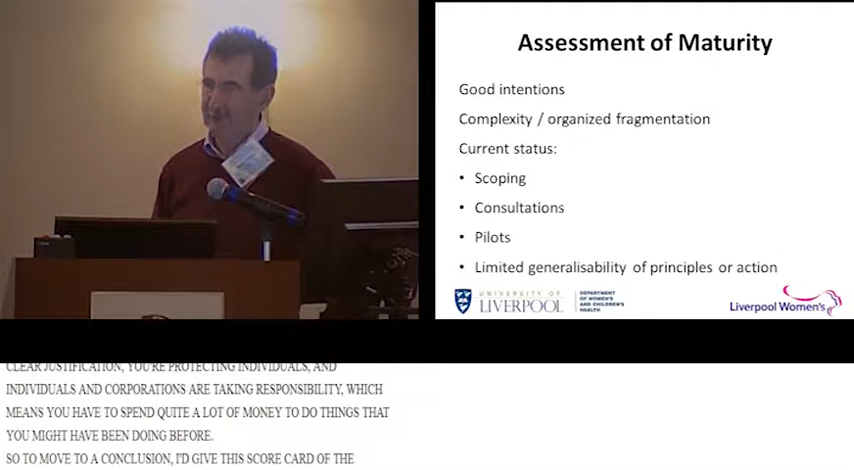 Assessment of Maturity
Good intentions
Complexity / organized fragmentation
Current status:
• Scoping
• Consultations
• Pilots
• Limited generalisability of principles or action
UNIVERSITY OF
LIVERPOOL
DEPARTMENT
OF WOMEN'S
AND CHILDREN'S
HEALTH
Liverpool Women's
CLEAR JUSTIFICATION, YOU'RE PROTECTING INDIVIDUALS, AND
INDIVIDUALS AND CORPORATIONS ARE TAKING RESPONSIBILITY, WHICH
MEANS YOU HAVE TO SPEND QUITE A LOT OF MONEY TO DO THINGS THAT
YOU MIGHT HAVE BEEN DOING BEFORE.
SO TO MOVE TO A CONCLUSION, I'D GIVE THIS SCORE CARD OF THE